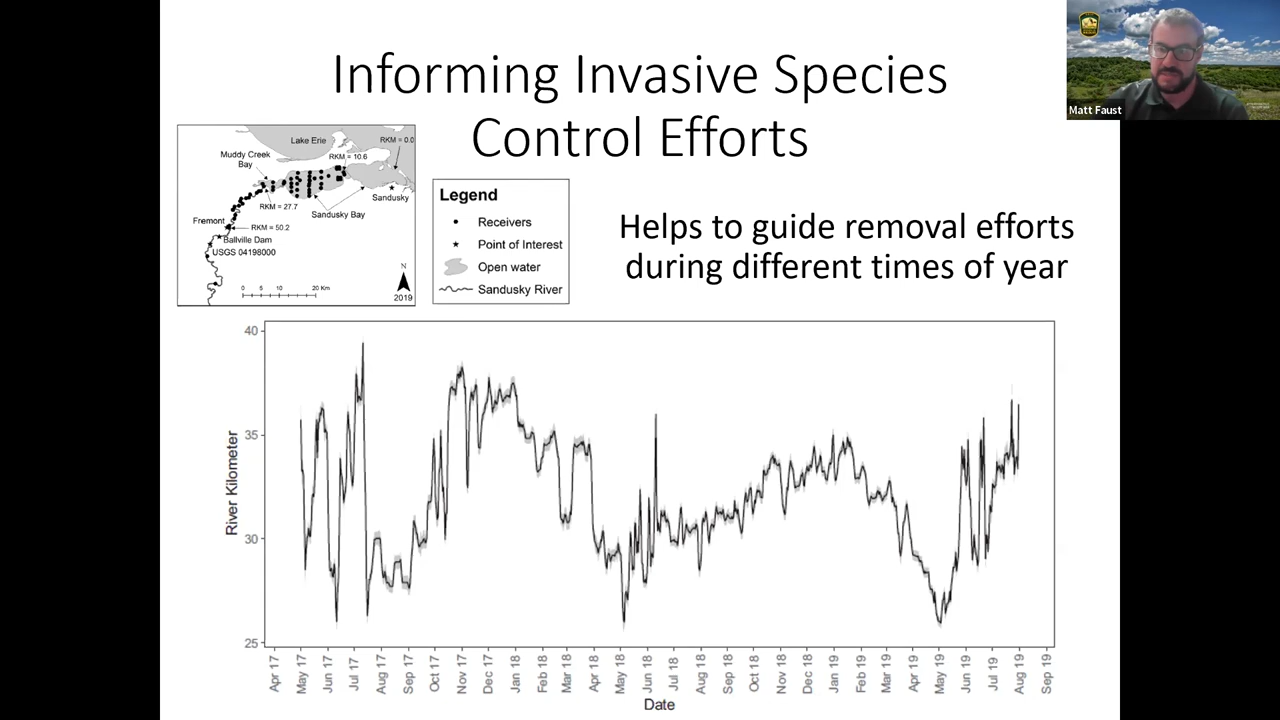 Informing Invasive Species
Control Efforts
Matt Faust
Lake Erie
RKM = 0.0
Muddy Creek
Bay
RKM = 10.6
Sandusky
RKM = 27.7
Sandusky Bay
Fremont
RKM = 50.2
Ballville Dam
USGS 04198000
0 5 10 20 Km
N
2019
Legend
Receivers
Point of Interest
Open water
Sandusky River
Helps to guide removal efforts
during different times of year
River Kilometer
40
35
30
25
Apr 17
May 17
Jun 17
Jul 17
Aug 17
Sep 17
Oct 17
Nov 17
Dec 17
Jan 18
Feb 18
Mar 18
Apr 18
May 18
Jun 18
Jul 18
Aug 18
Sep 18
Oct 18
Nov 18
Dec 18
Jan 19
Feb 19
Mar 19
Apr 19
May 19
Jun 19
Jul 19
Aug 19
Sep 19
Date